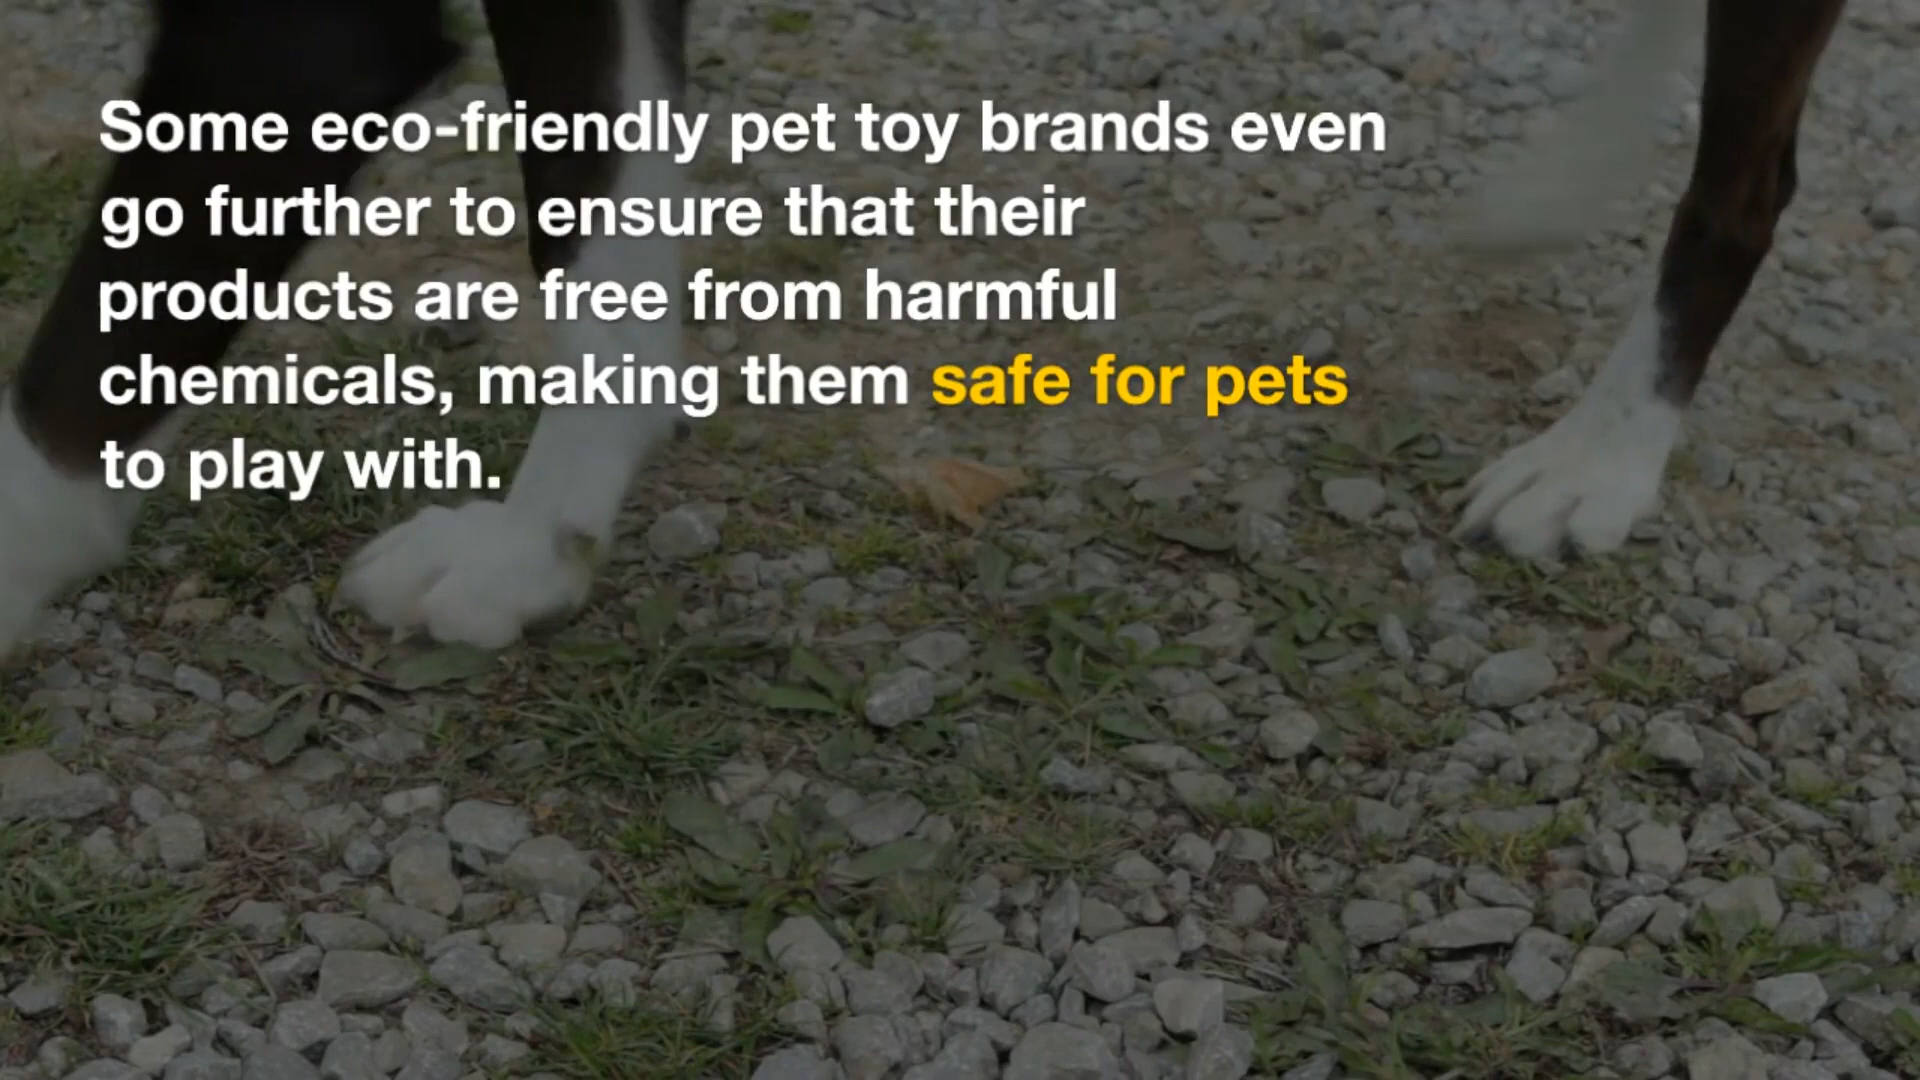 Some eco-friendly pet toy brands even
go further to ensure that their
products are free from harmful
chemicals, making them safe for pets
to play with.